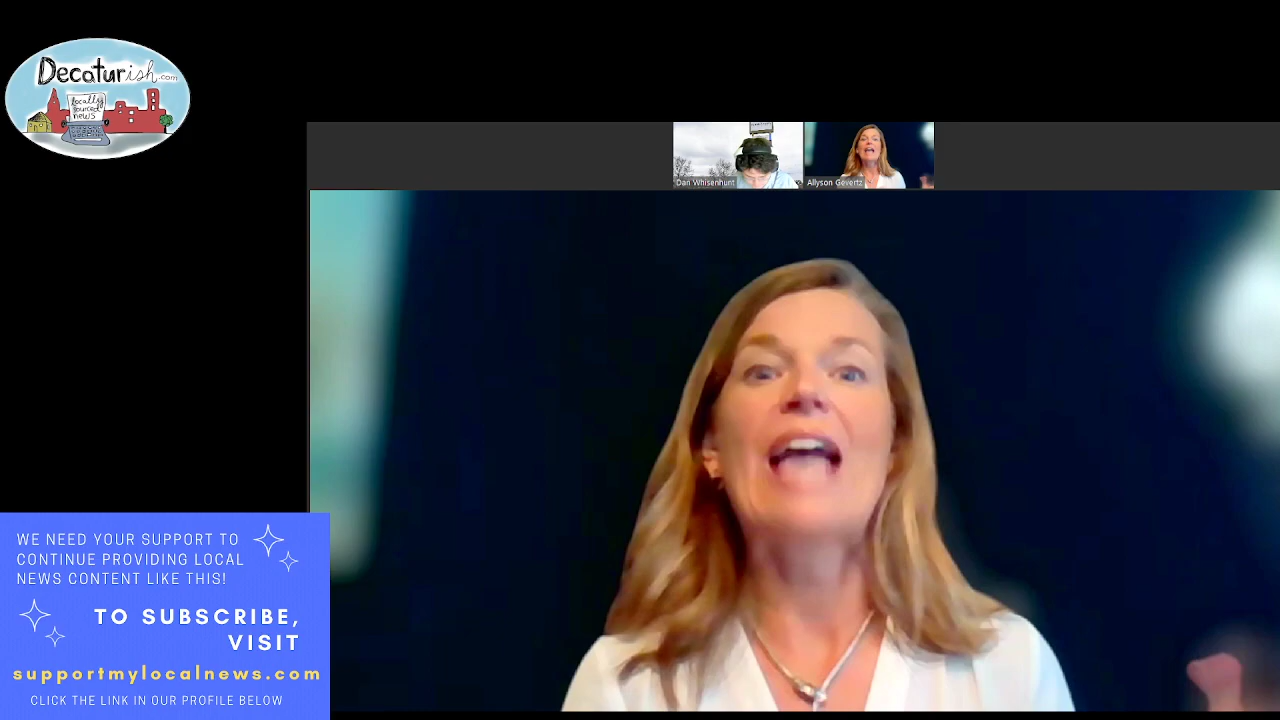 Decaturish.com
locally
sourced
news
Dan Whisenhunt
Allyson Gevertz
WE NEED YOUR SUPPORT TO
CONTINUE PROVIDING LOCAL
NEWS CONTENT LIKE THIS!
TO SUBSCRIBE,
VISIT
supportmylocalnews.com
CLICK THE LINK IN OUR PROFILE BELOW